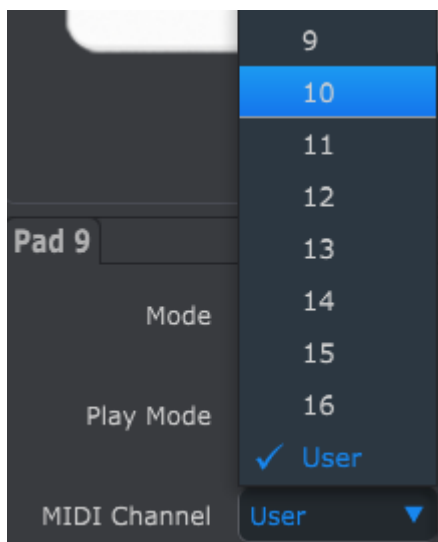 9
10
11
12
Pad 9
13
14
Mode
15
Play Mode
16
✓ User
MIDI Channel User ▼